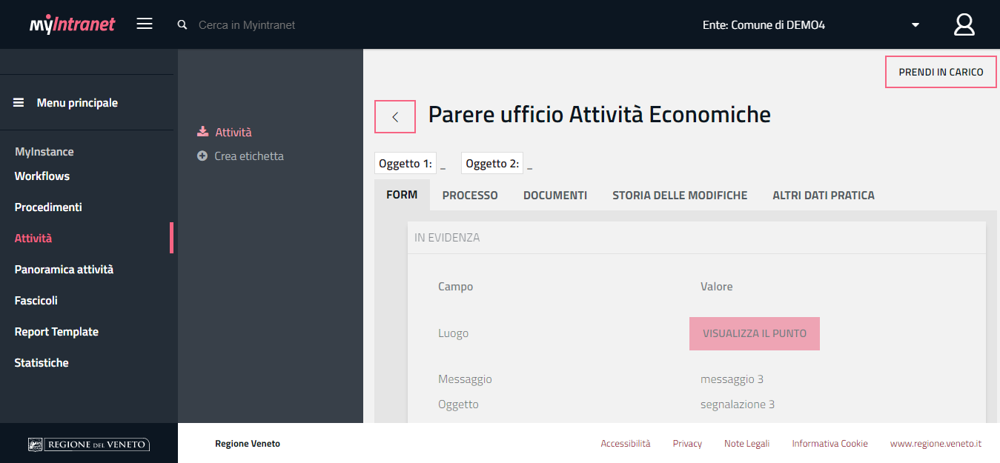 myIntranet
Cerca in Myintranet
Ente: Comune di DEMO4
Menu principale
MyInstance
Workflows
Procedimenti
Attività
Panoramica attività
Fascicoli
Report Template
Statistiche
REGIONE DEL VENETO
Attività
Crea etichetta
PRENDI IN CARICO
Parere ufficio Attività Economiche
Oggetto 1: _ Oggetto 2: _
FORM PROCESSO DOCUMENTI STORIA DELLE MODIFICHE ALTRI DATI PRATICA
IN EVIDENZA
Campo Valore
Luogo VISUALIZZA IL PUNTO
Messaggio messaggio 3
Oggetto segnalazione 3
Regione Veneto
Accessibilità Privacy Note Legali Informativa Cookie www.regione.veneto.it